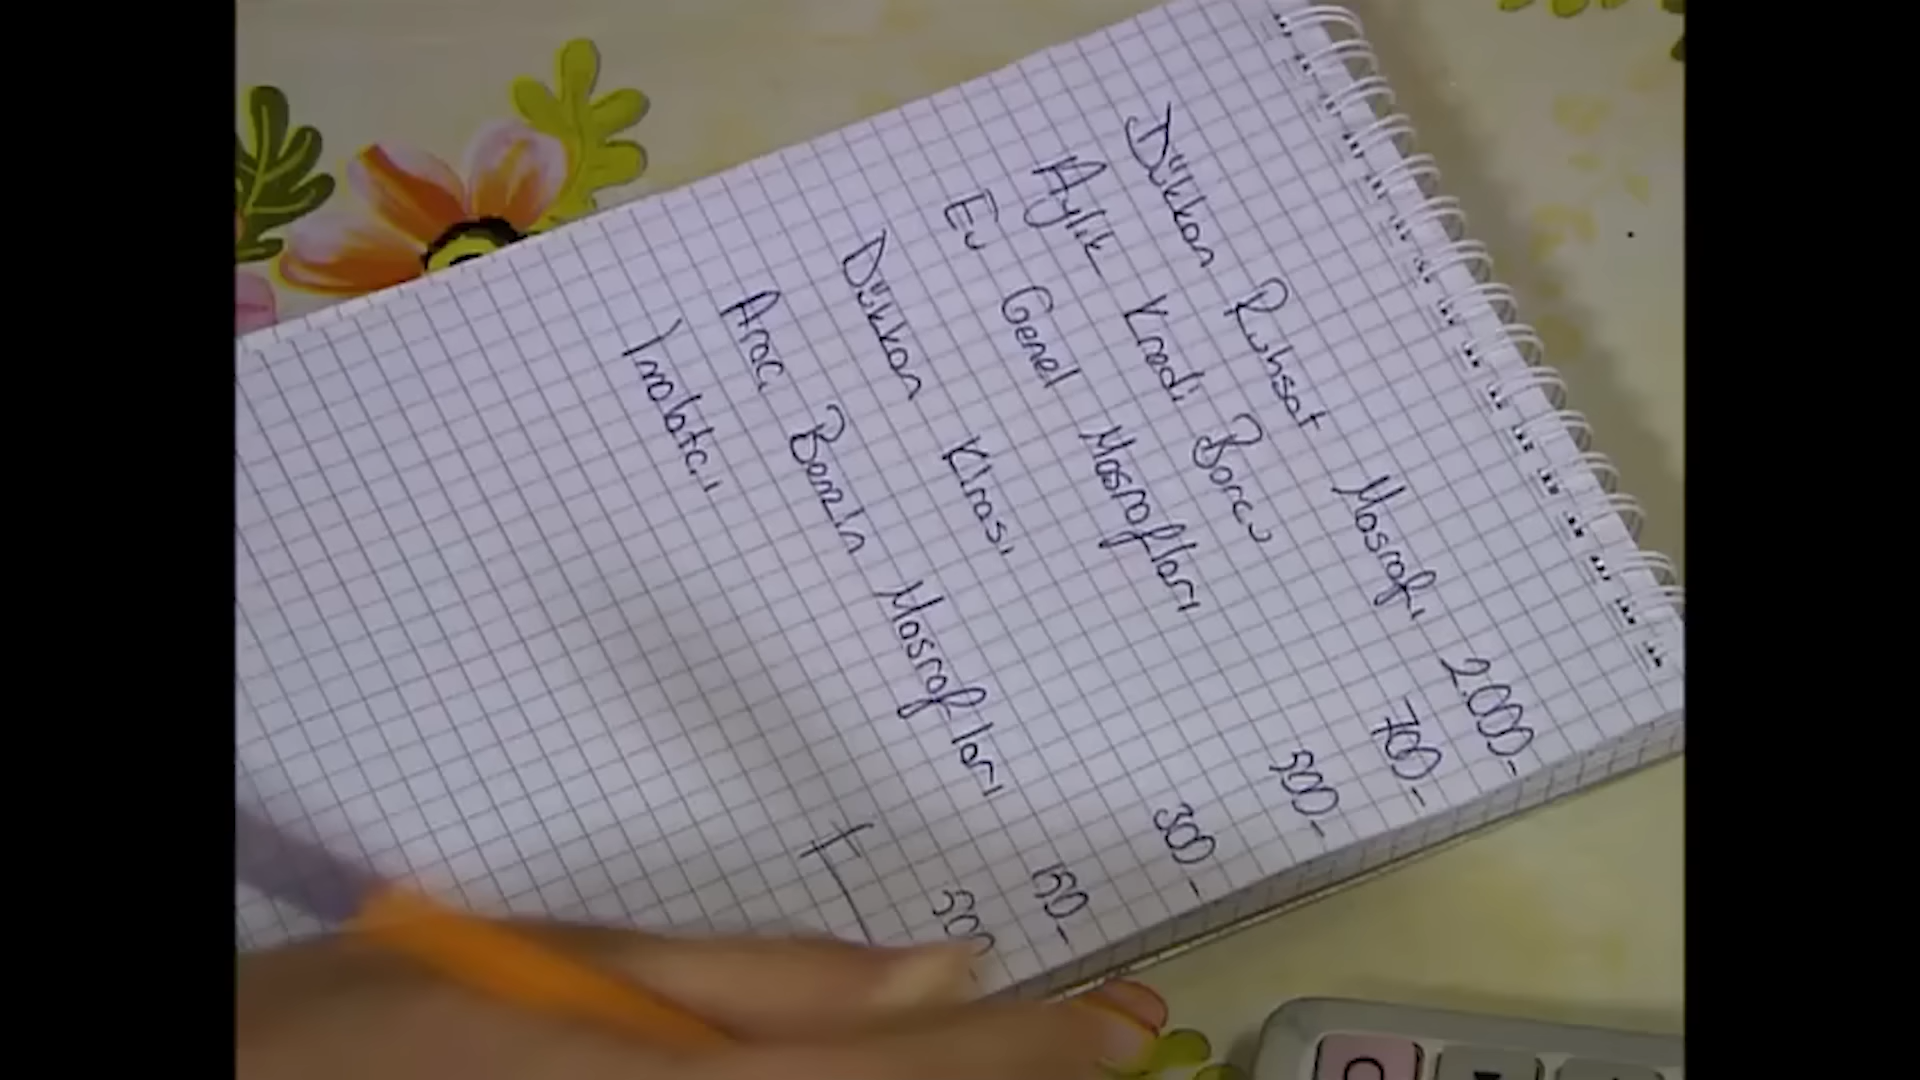 Dükkan Ruhsat Masrafı 2.000-
Aylık Kredi Borcu 700-
Ev Genel Masrafları 500-
Dükkan Kirası 300-
Araç Benzin Masrafları 150-
İmalatçı 500-
+
C